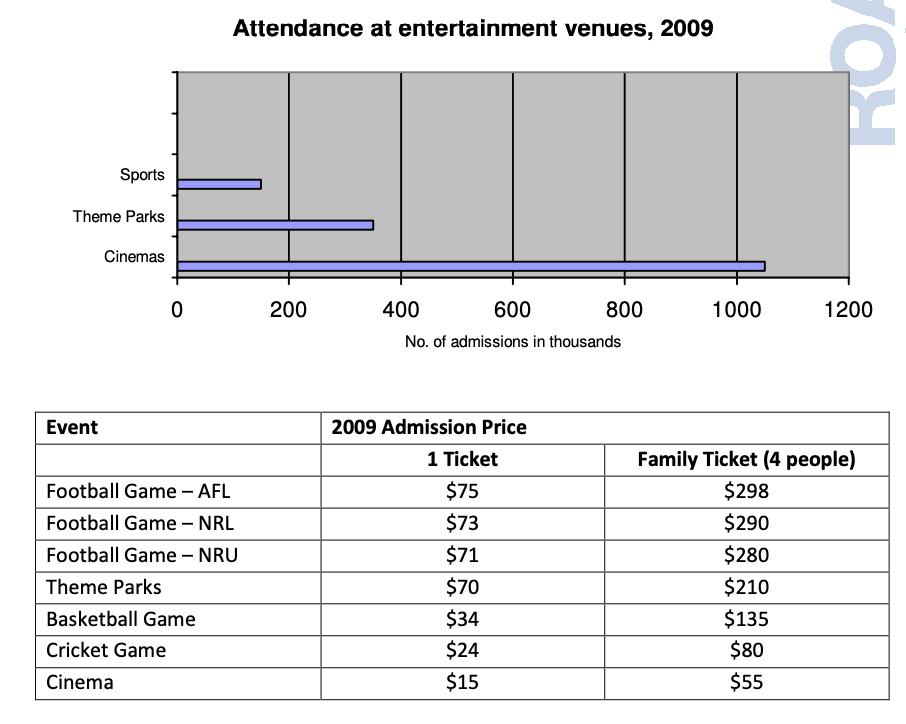 Attendance at entertainment venues, 2009
ROA
Sports
Theme Parks
Cinemas
0 200 400 600 800 1000 1200
No. of admissions in thousands
Event 2009 Admission Price
1 Ticket Family Ticket (4 people)
Football Game – AFL $75 $298
Football Game – NRL $73 $290
Football Game – NRU $71 $280
Theme Parks $70 $210
Basketball Game $34 $135
Cricket Game $24 $80
Cinema $15 $55